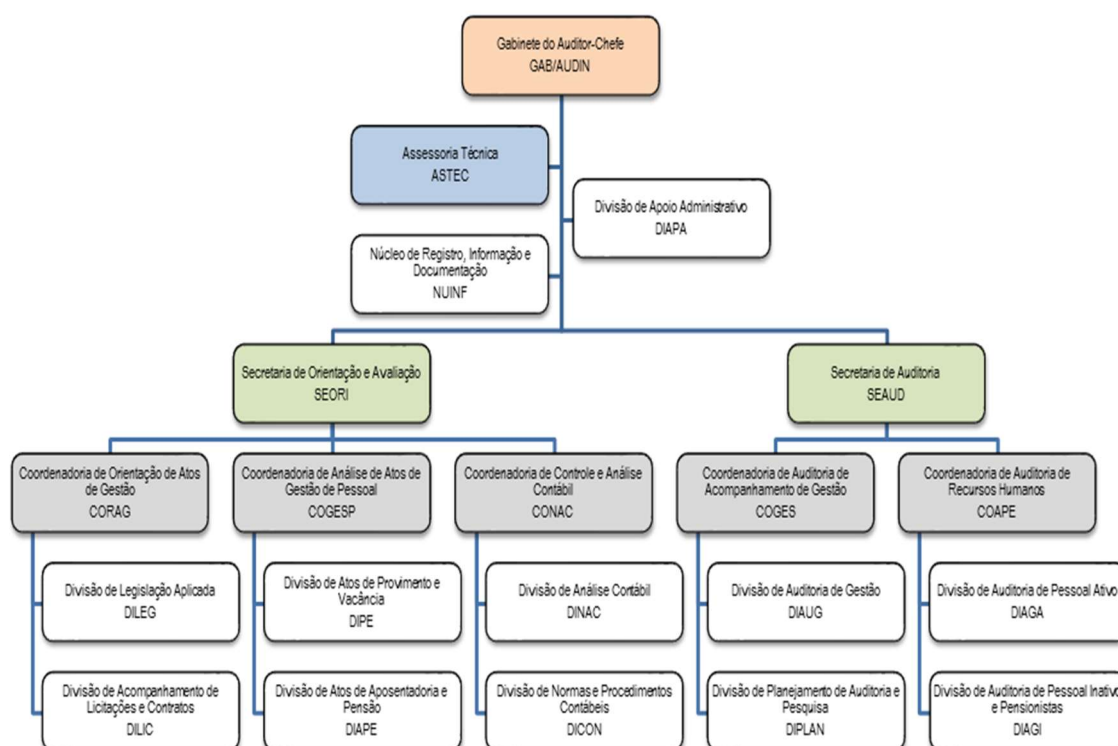 Gabinete do Auditor-Chefe
GAB/AUDIN
Assessoria Técnica
ASTEC
Divisão de Apoio Administrativo
DIAPA
Núcleo de Registro, Informação e
Documentação
NUINF
Secretaria de Orientação e Avaliação
SEORI
Secretaria de Auditoria
SEAUD
Coordenadoria de Orientação de Atos
de Gestão
CORAG
Coordenadoria de Análise de Atos de
Gestão de Pessoal
COGESP
Coordenadoria de Controle e Análise
Contábil
CONAC
Coordenadoria de Auditoria de
Acompanhamento de Gestão
COGES
Coordenadoria de Auditoria de
Recursos Humanos
COAPE
Divisão de Legislação Aplicada
DILEG
Divisão de Atos de Provimento e
Vacância
DIPE
Divisão de Análise Contábil
DINAC
Divisão de Auditoria de Gestão
DIAUG
Divisão de Auditoria de Pessoal Ativo
DIAGA
Divisão de Acompanhamento de
Licitações e Contratos
DILIC
Divisão de Atos de Aposentadoria e
Pensão
DIAPE
Divisão de Normas e Procedimentos
Contábeis
DICON
Divisão de Planejamento de Auditoria e
Pesquisa
DIPLAN
Divisão de Auditoria de Pessoal Inativo
e Pensionistas
DIAGI